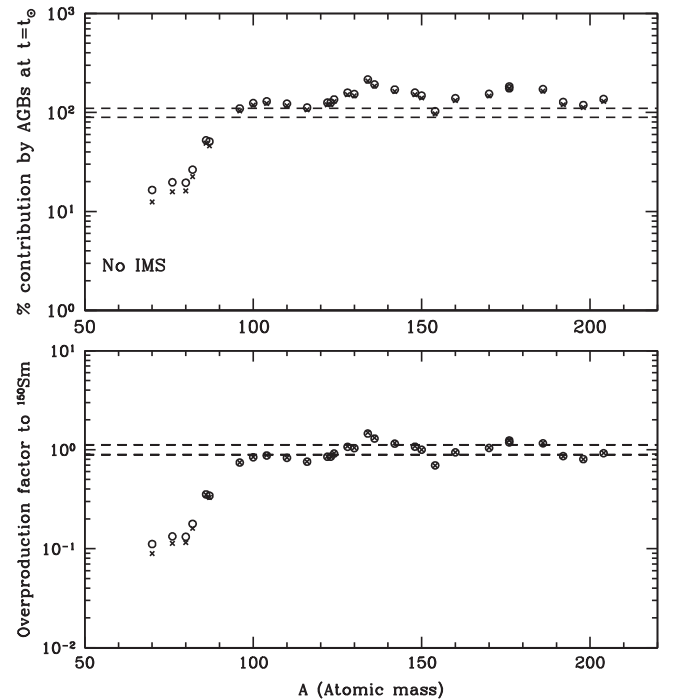 % contribution by AGBs at t=t⊙
10³
10²
10¹
10⁰
No IMS
50 100 150 200
Overproduction factor to ¹⁵⁰Sm
10¹
10⁰
10⁻¹
10⁻²
50 100 150 200
A (Atomic mass)